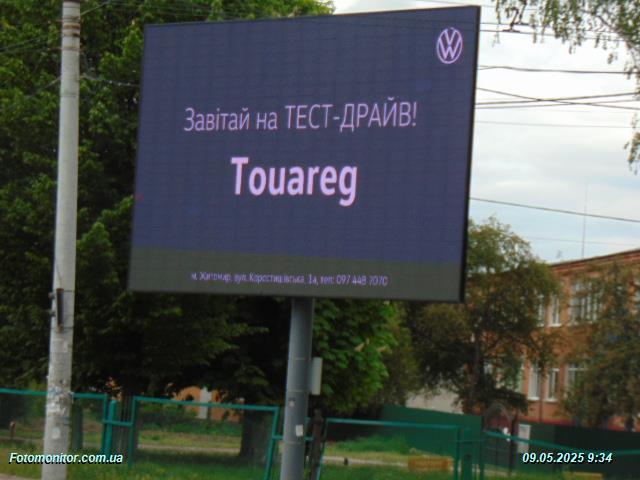 Завітай на ТЕСТ-ДРАЙВ!
Touareg
м. Житомир, вул. Коростишівська, 1а, тел: 097 448 7070
Fotomonitor.com.ua
09.05.2025 9:34